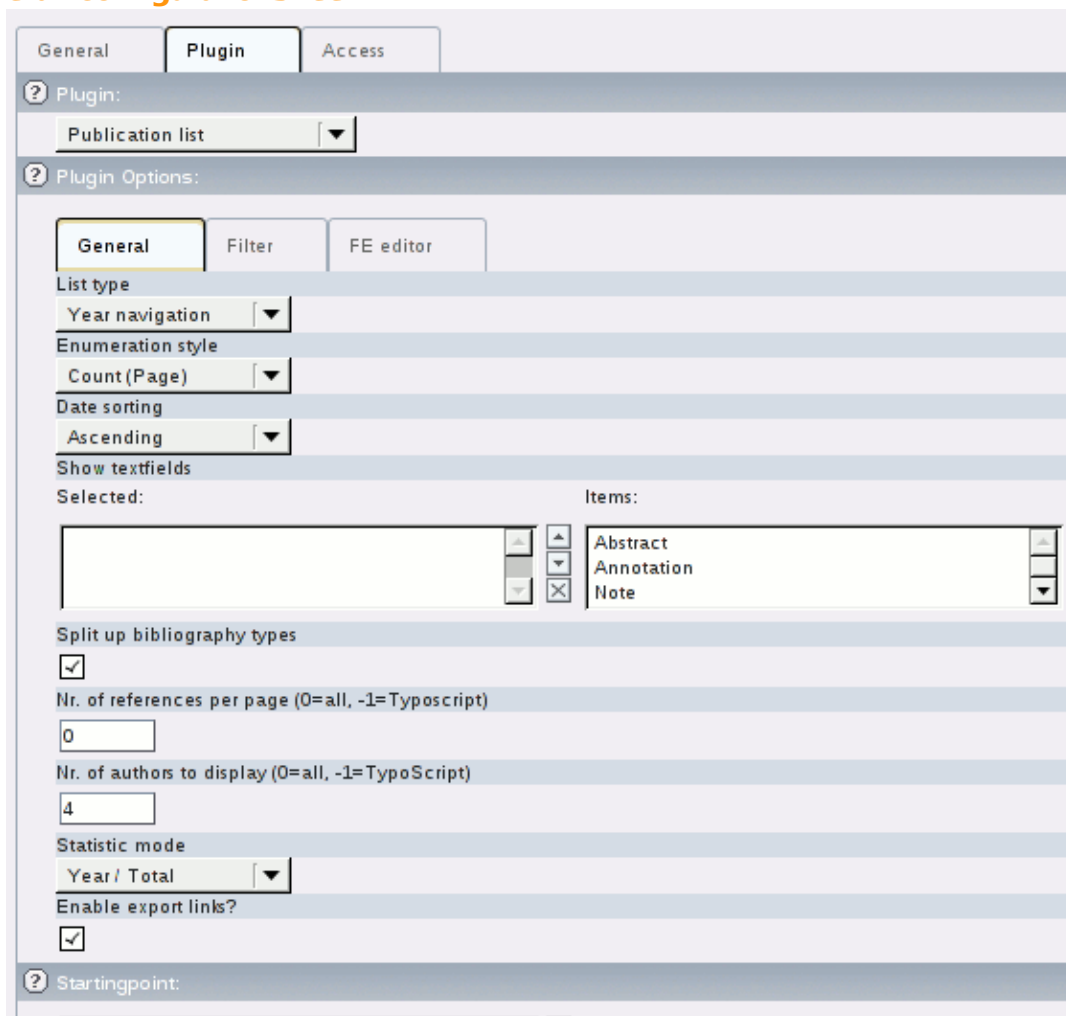 General Plugin Access
Plugin:
Publication list
Plugin Options:
General Filter FE editor
List type
Year navigation
Enumeration style
Count (Page)
Date sorting
Ascending
Show textfields
Selected: Items:
Abstract
Annotation
Note
Split up bibliography types
Nr. of references per page (0=all, -1=Typoscript)
0
Nr. of authors to display (0=all, -1=TypoScript)
4
Statistic mode
Year / Total
Enable export links?
Startingpoint: